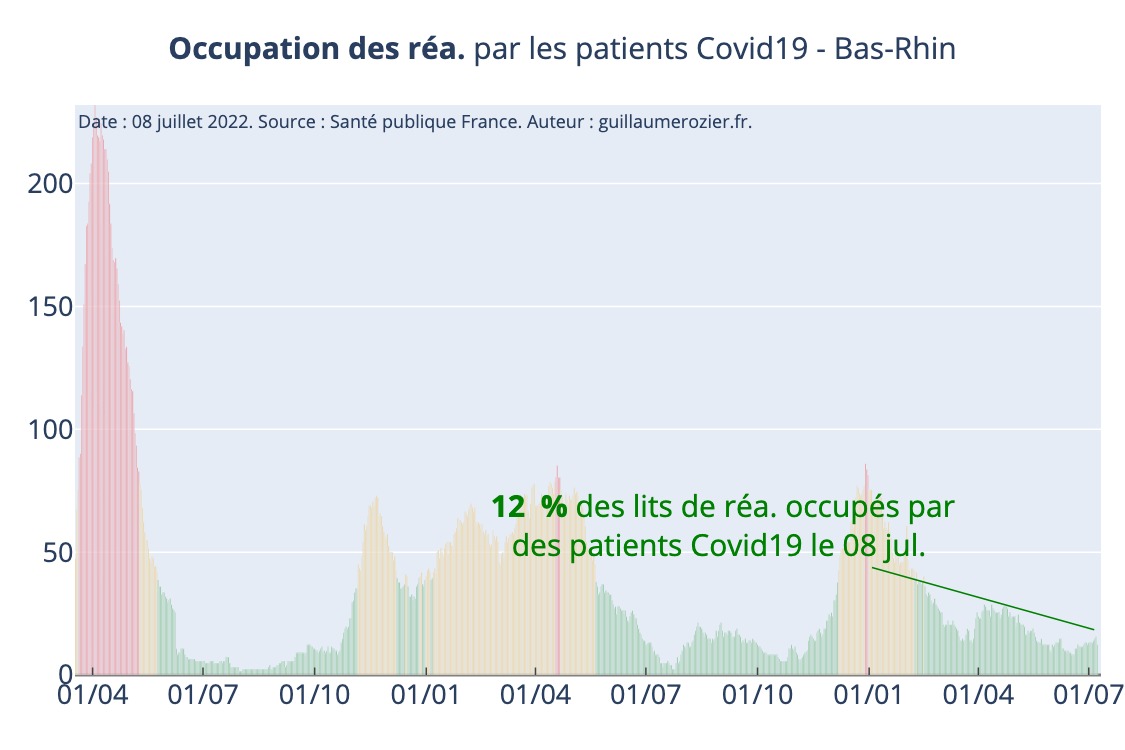 Occupation des réa. par les patients Covid19 - Bas-Rhin
Date : 08 juillet 2022. Source : Santé publique France. Auteur : guillaumerozier.fr.
200
150
100
50
0
12 % des lits de réa. occupés par
des patients Covid19 le 08 jul.
01/04 01/07 01/10 01/01 01/04 01/07 01/10 01/01 01/04 01/07